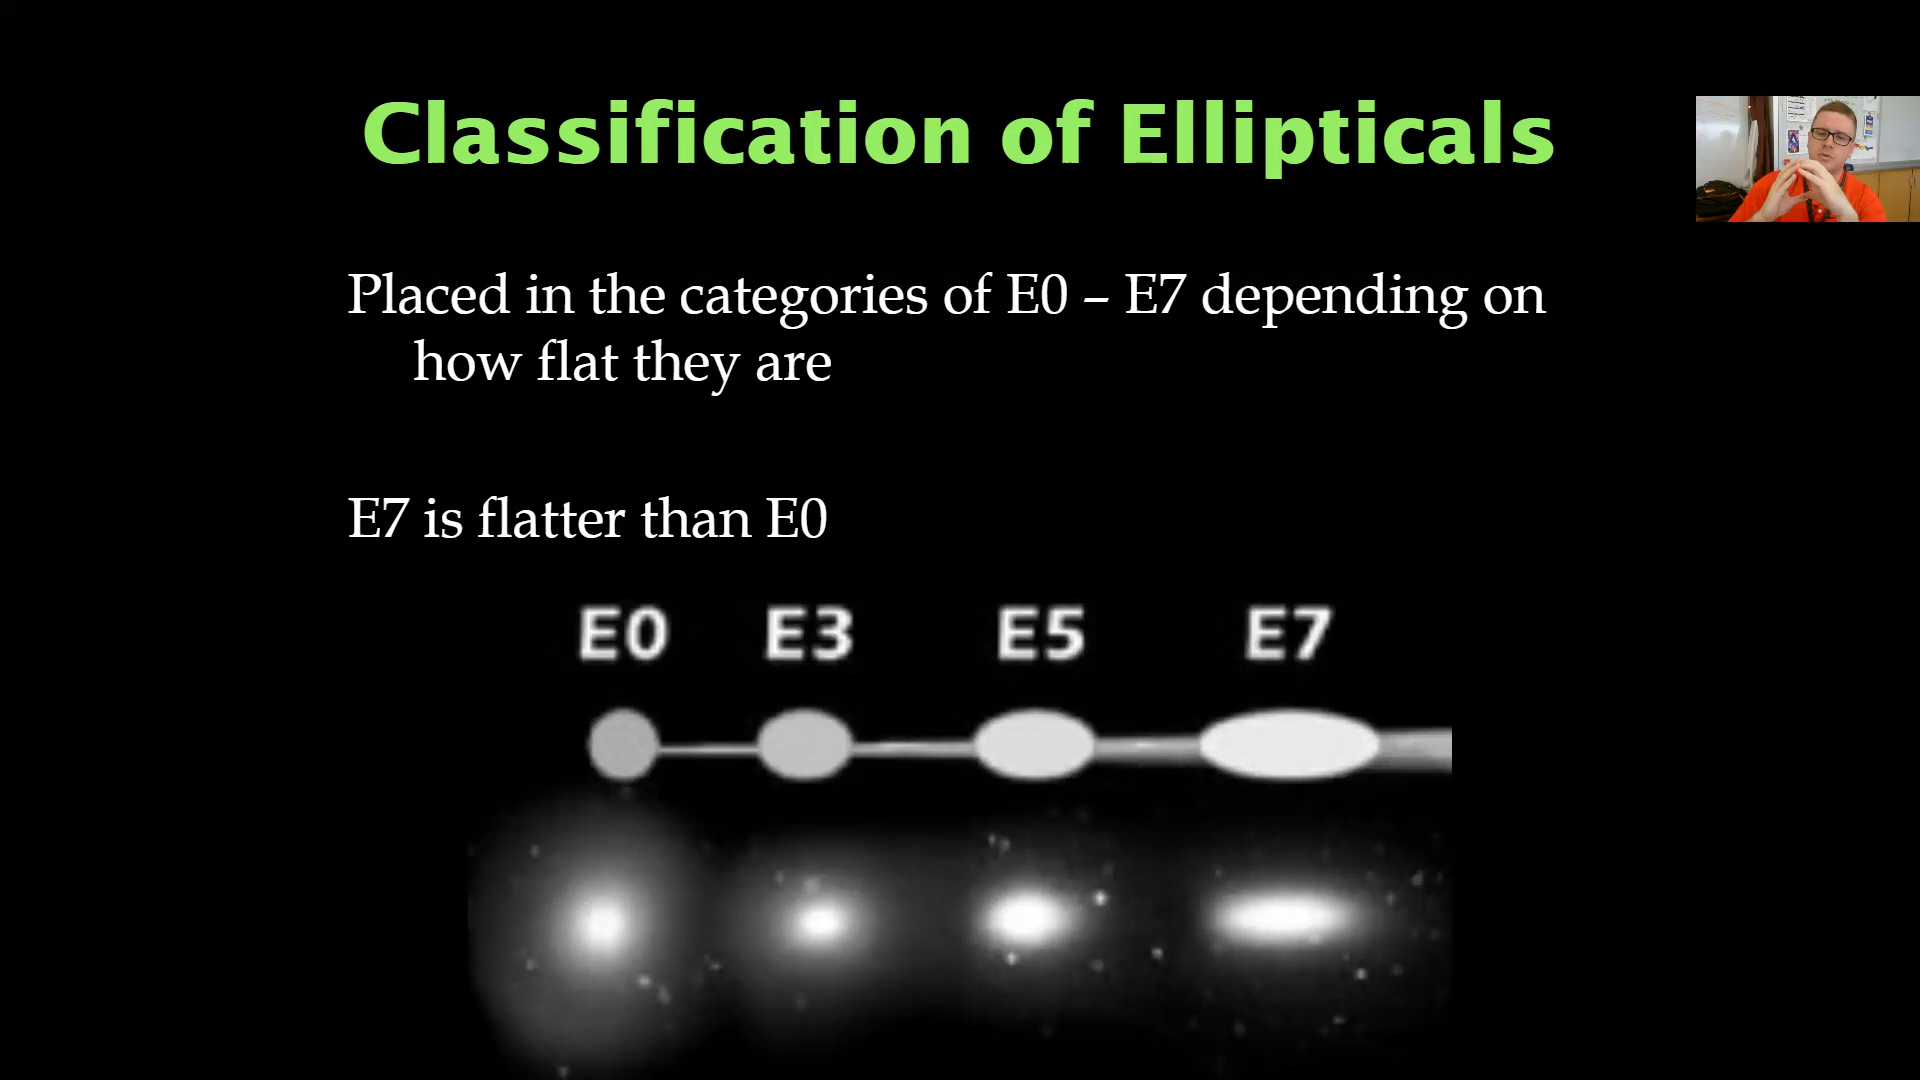 Classification of Ellipticals
Placed in the categories of E0 – E7 depending on
how flat they are
E7 is flatter than E0
E0 E3 E5 E7